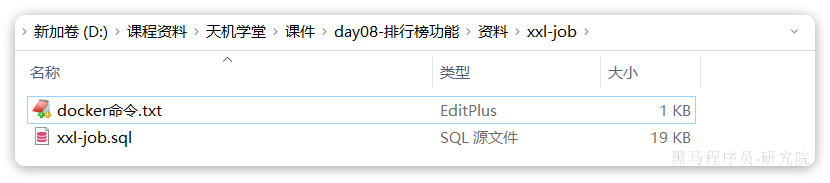 新加卷 (D:) › 课程资料 › 天机学堂 › 课件 › day08-排行榜功能 › 资料 › xxl-job ›
名称 类型 大小
docker命令.txt EditPlus 1 KB
xxl-job.sql SQL 源文件 19 KB
黑马程序员-研究院